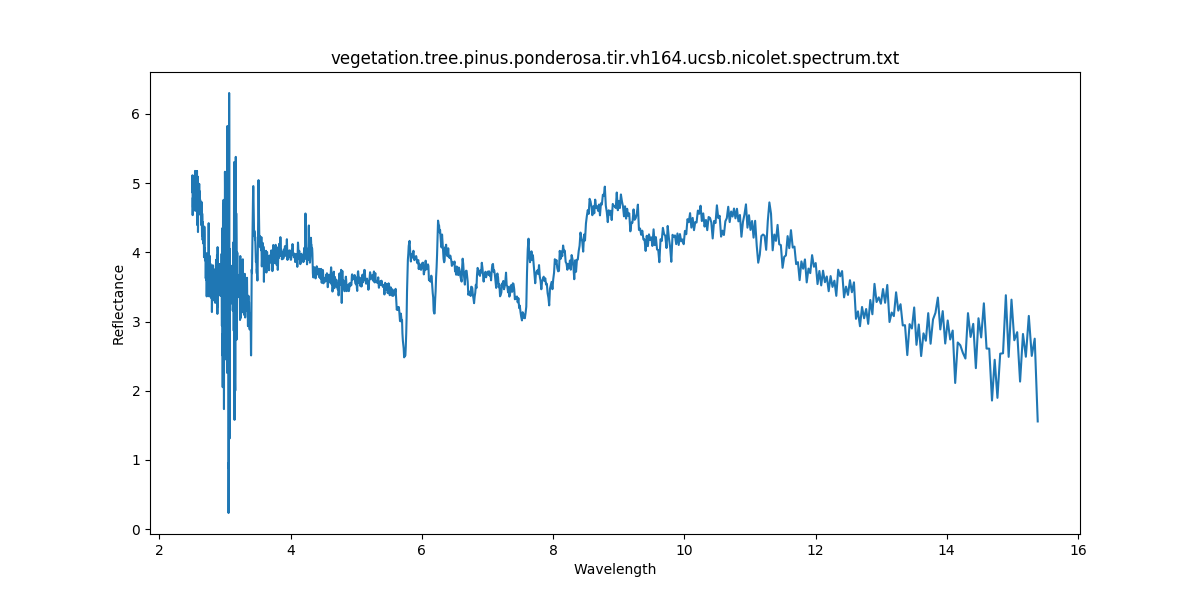 vegetation.tree.pinus.ponderosa.tir.vh164.ucsb.nicolet.spectrum.txt
Reflectance
6
5
4
3
2
1
0
2 4 6 8 10 12 14 16
Wavelength